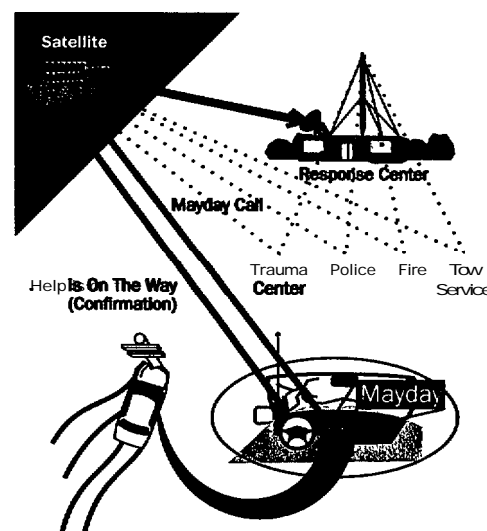 Satellite
Response Center
Mayday Call
Trauma
Center
Police
Fire
Tow
Service
Help Is On The Way
(Confirmation)
Mayday